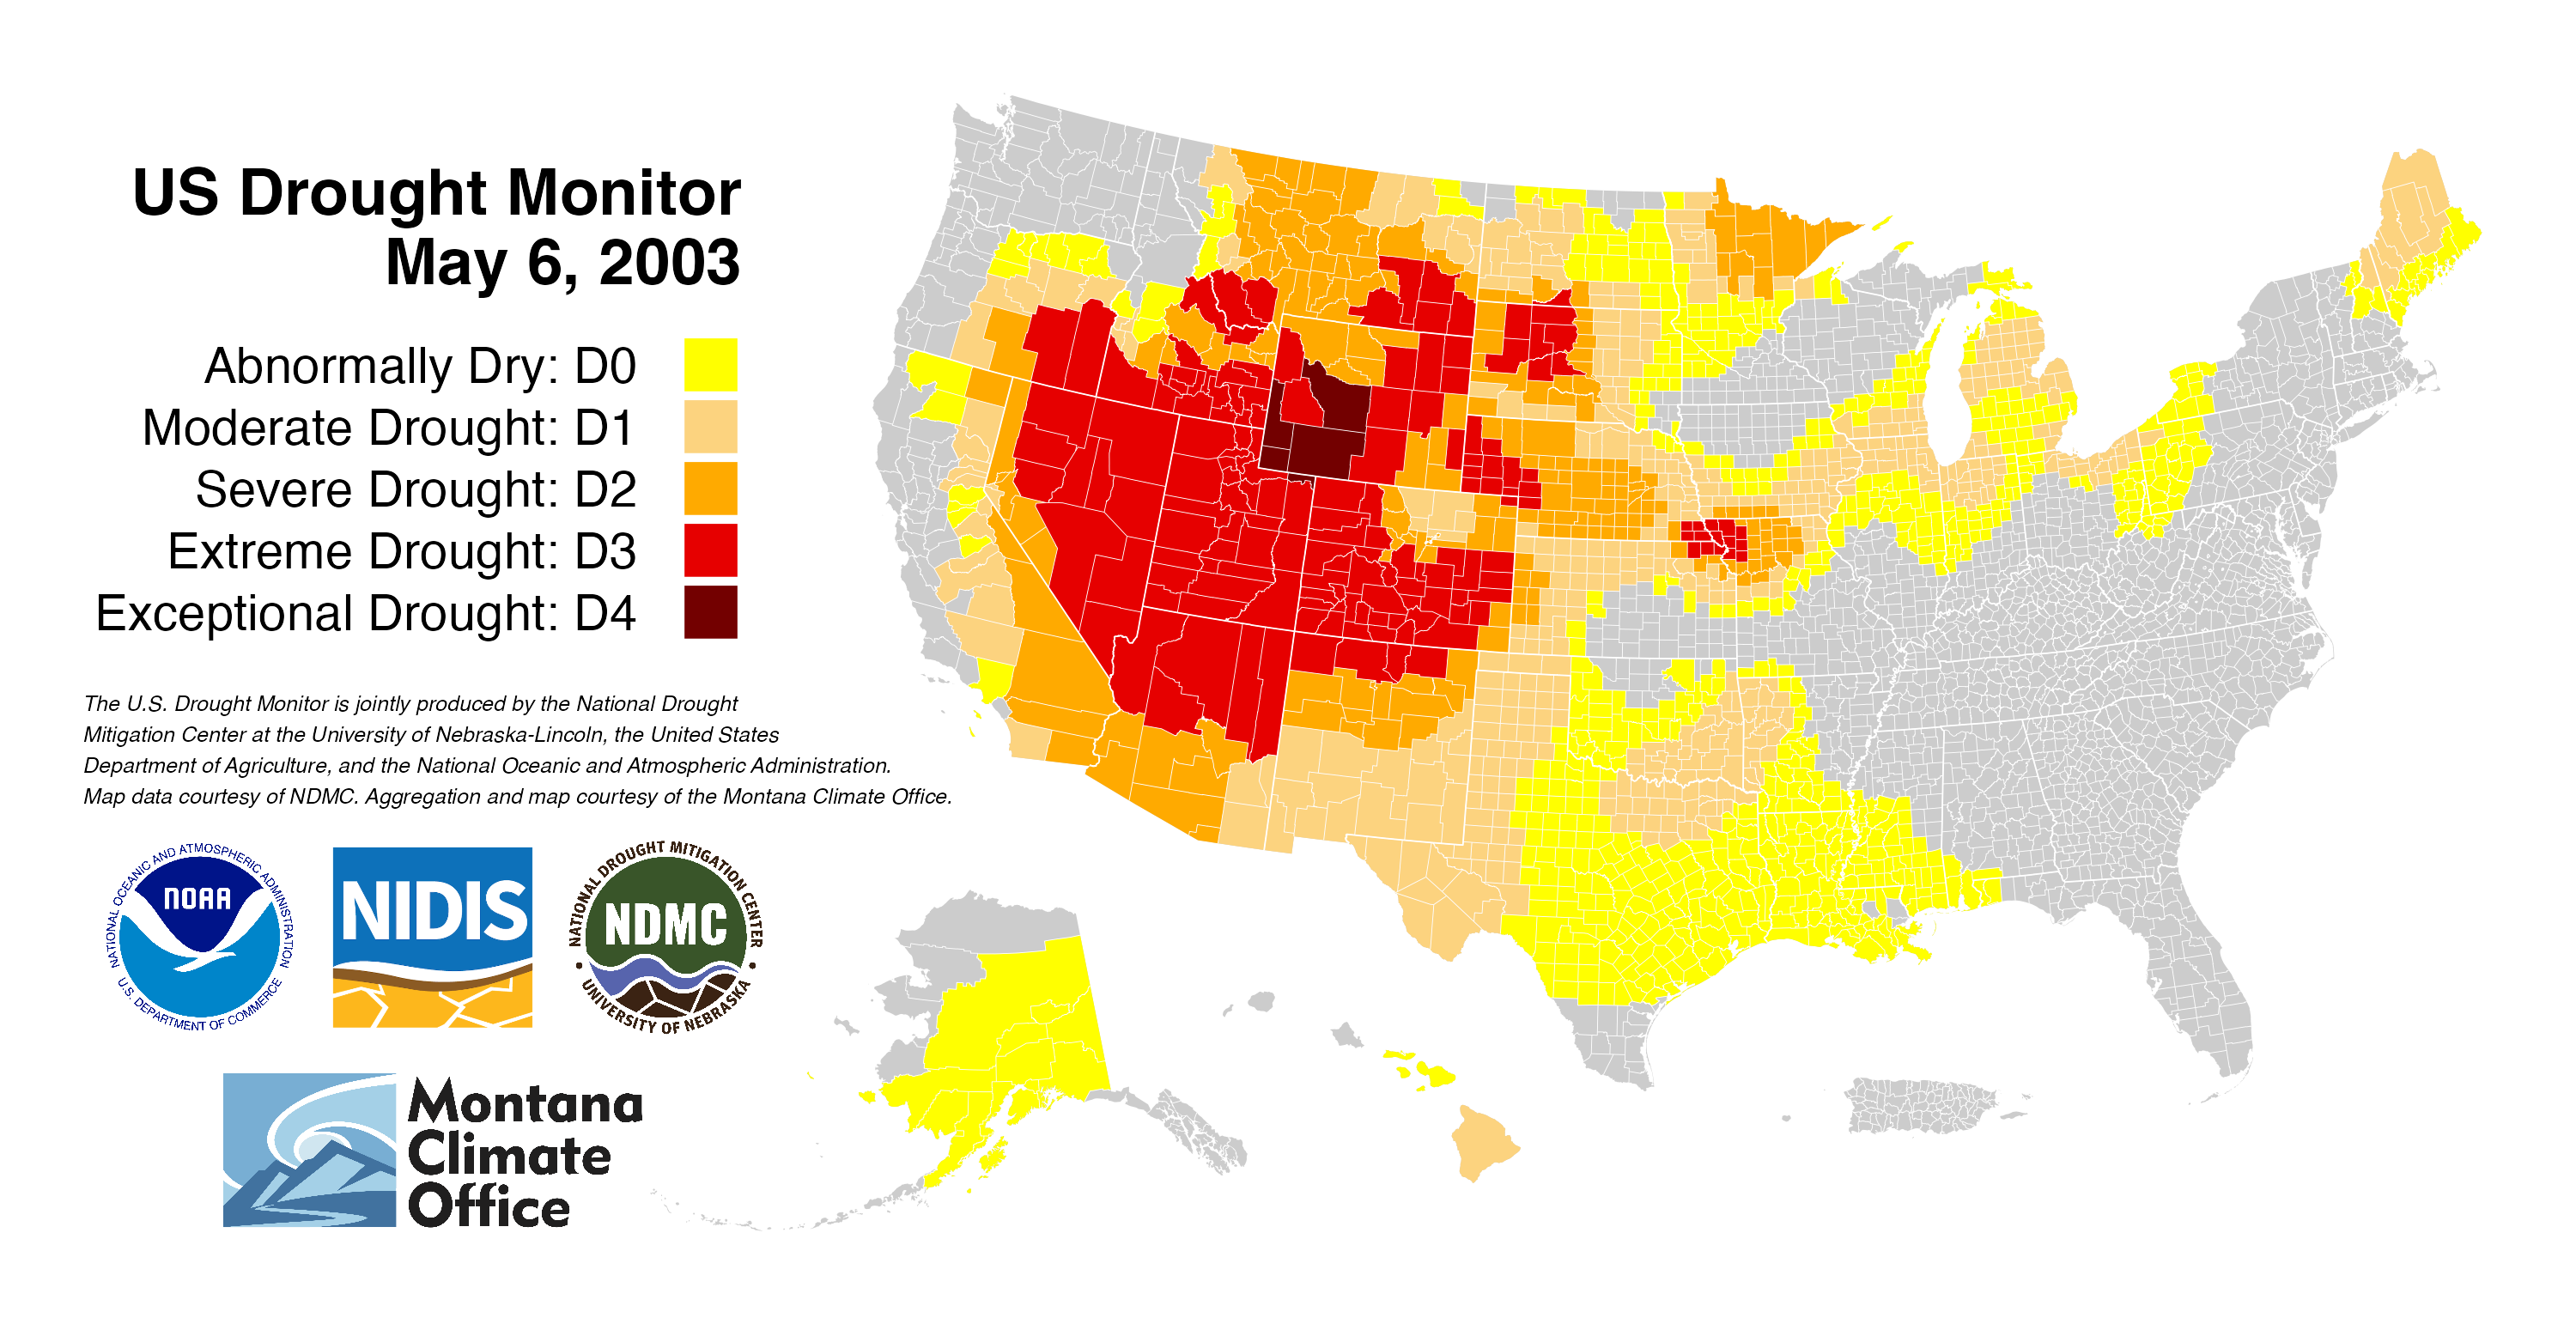 US Drought Monitor
May 6, 2003
Abnormally Dry: D0
Moderate Drought: D1
Severe Drought: D2
Extreme Drought: D3
Exceptional Drought: D4
The U.S. Drought Monitor is jointly produced by the National Drought
Mitigation Center at the University of Nebraska-Lincoln, the United States
Department of Agriculture, and the National Oceanic and Atmospheric Administration.
Map data courtesy of NDMC. Aggregation and map courtesy of the Montana Climate Office.
NATIONAL OCEANIC AND ATMOSPHERIC ADMINISTRATION
NOAA
U.S. DEPARTMENT OF COMMERCE
NIDIS
NATIONAL DROUGHT MITIGATION CENTER
NDMC
UNIVERSITY OF NEBRASKA
Montana
Climate
Office